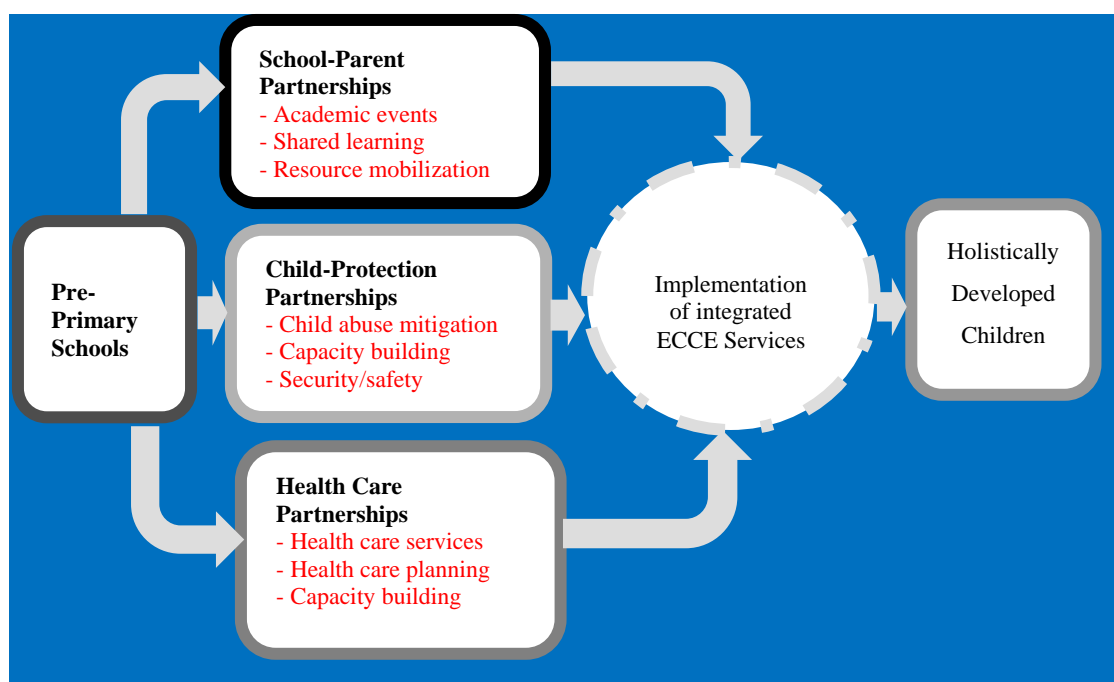 School-Parent
Partnerships
- Academic events
- Shared learning
- Resource mobilization
Pre-
Primary
Schools
Child-Protection
Partnerships
- Child abuse mitigation
- Capacity building
- Security/safety
Health Care
Partnerships
- Health care services
- Health care planning
- Capacity building
Implementation
of integrated
ECCE Services
Holistically
Developed
Children